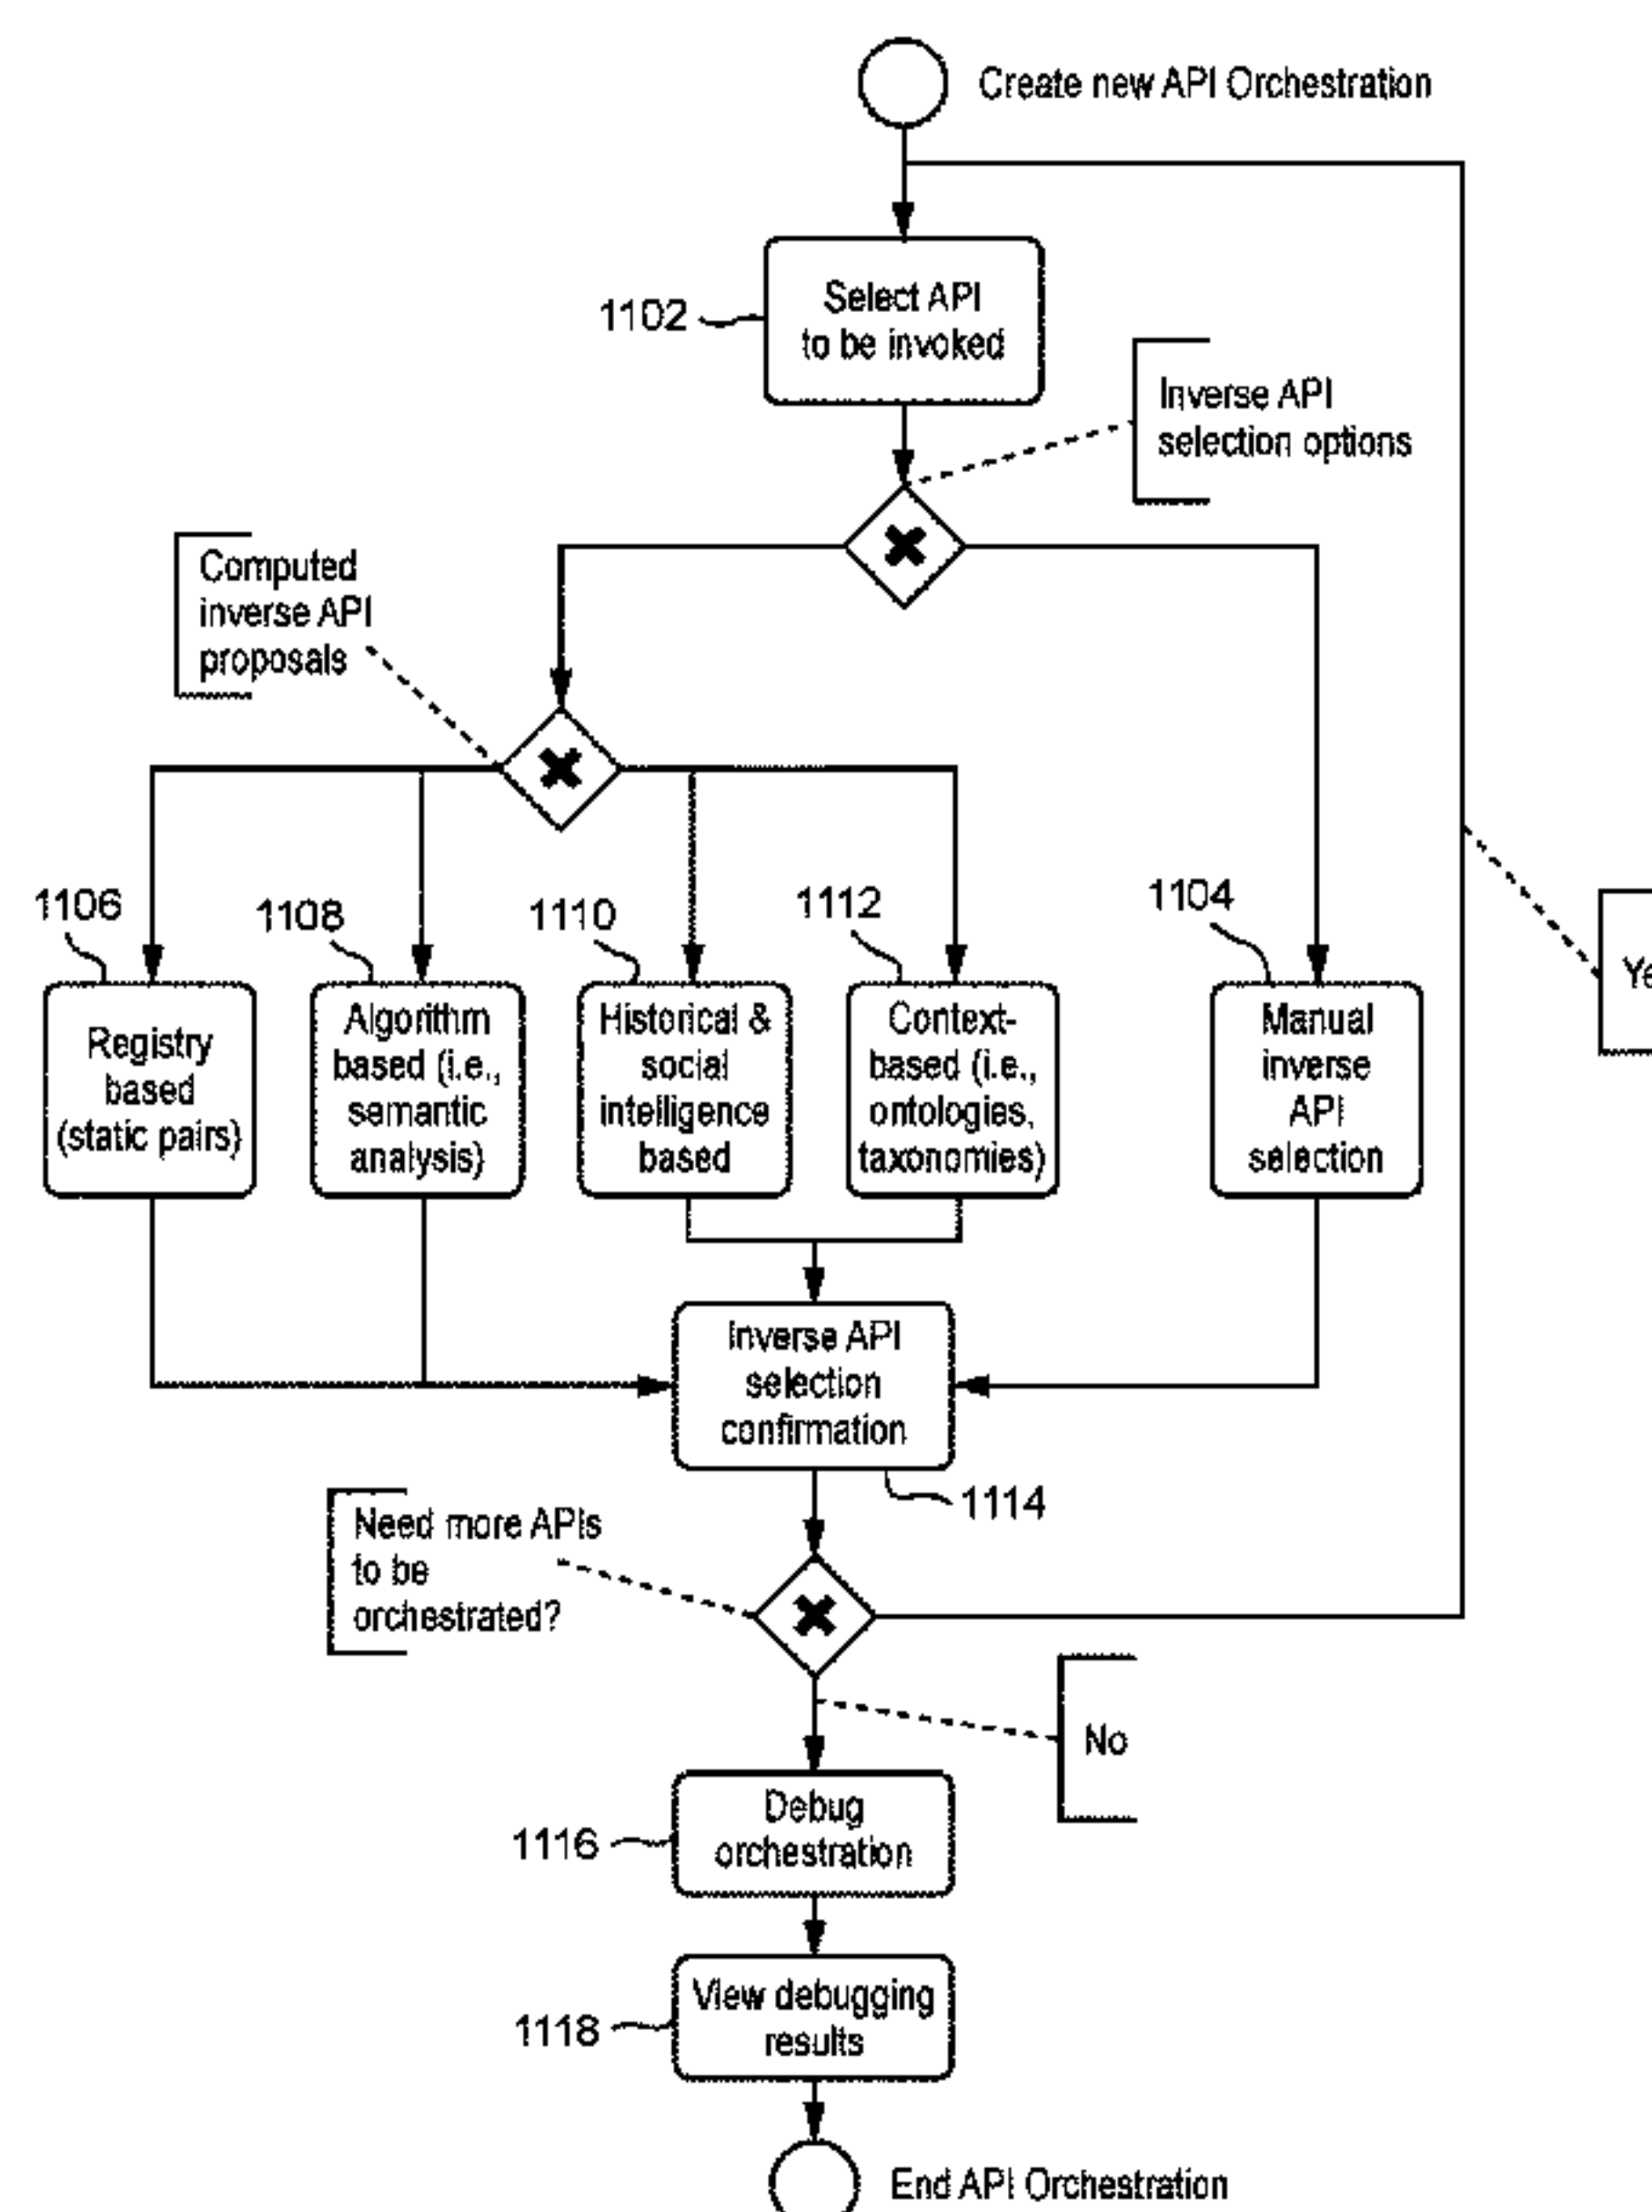 Create new API Orchestration
1102
Select API
to be invoked
Inverse API
selection options
Computed
inverse API
proposals
1106
1108
1110
1112
1104
Registry
based
(static pairs)
Algorithm
based (i.e.,
semantic
analysis)
Historical &
social
intelligence
based
Context-
based (i.e.,
ontologies,
taxonomies)
Manual
inverse
API
selection
Ye
Inverse API
selection
confirmation
1114
Need more APIs
to be
orchestrated?
No
Debug
orchestration
1116
View debugging
results
1118
End API Orchestration